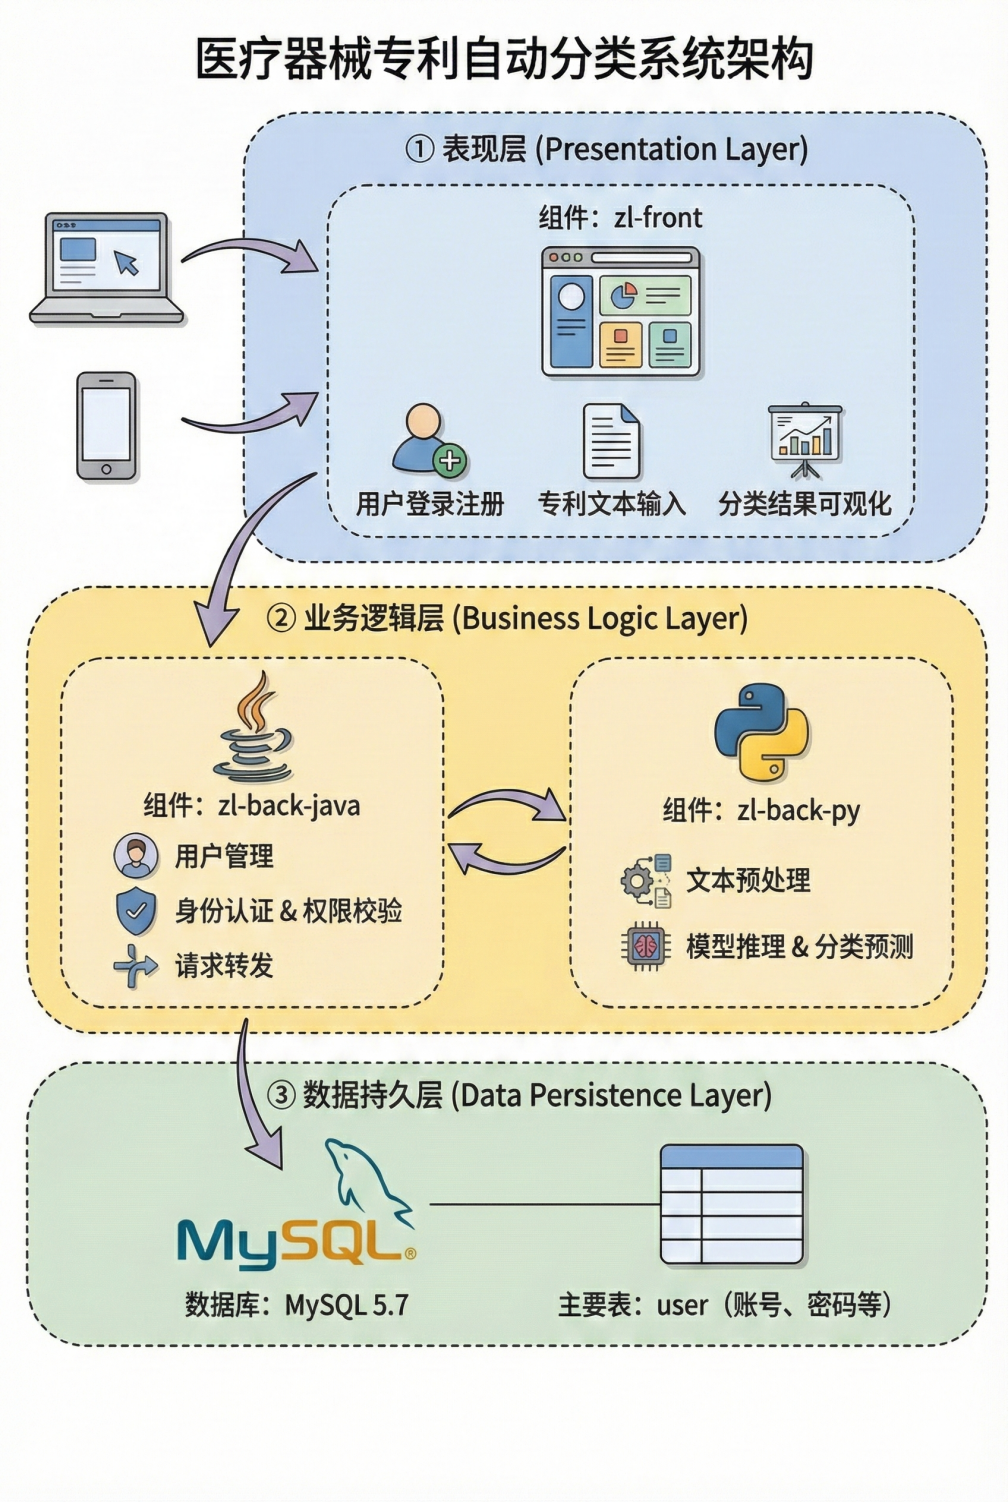 医疗器械专利自动分类系统架构
① 表现层 (Presentation Layer)
组件：zl-front
用户登录注册
专利文本输入
分类结果可观化
② 业务逻辑层 (Business Logic Layer)
组件：zl-back-java
用户管理
身份认证 & 权限校验
请求转发
组件：zl-back-py
文本预处理
模型推理 & 分类预测
③ 数据持久层 (Data Persistence Layer)
MySQL®
数据库：MySQL 5.7
主要表：user（账号、密码等）